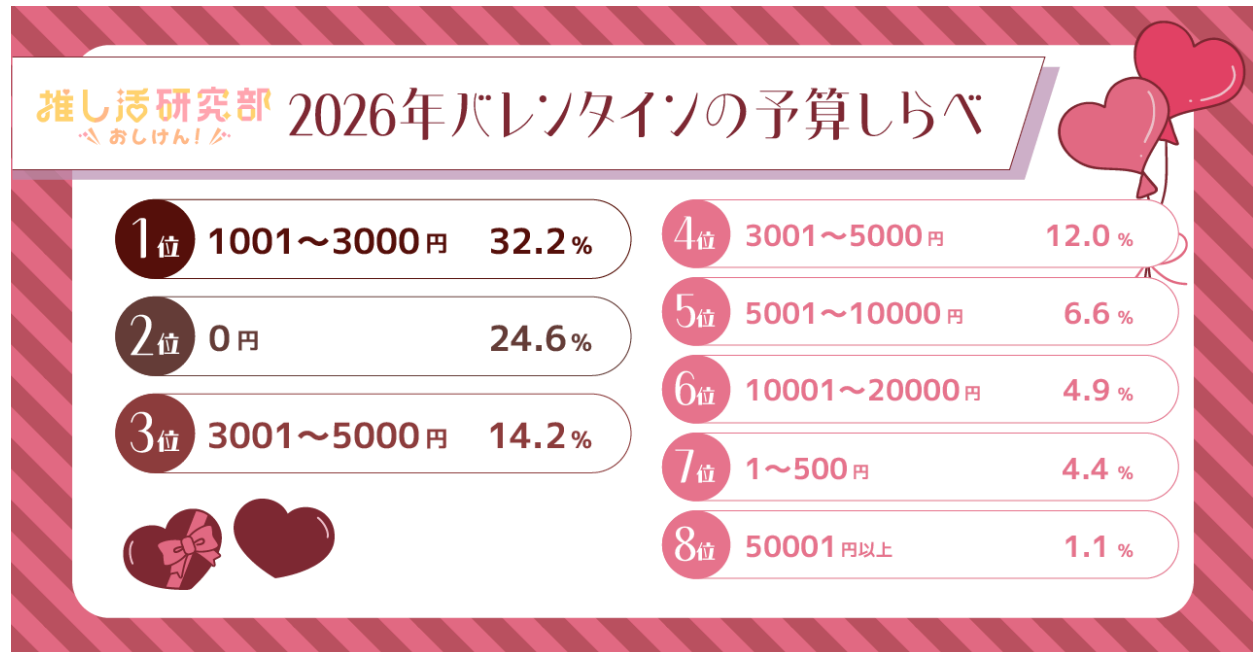 推し活研究部
おしけん!
2026年バレンタインの予算しらべ
1位 1001〜3000円 32.2%
2位 0円 24.6%
3位 3001〜5000円 14.2%
4位 3001〜5000円 12.0%
5位 5001〜10000円 6.6%
6位 10001〜20000円 4.9%
7位 1〜500円 4.4%
8位 50001円以上 1.1%